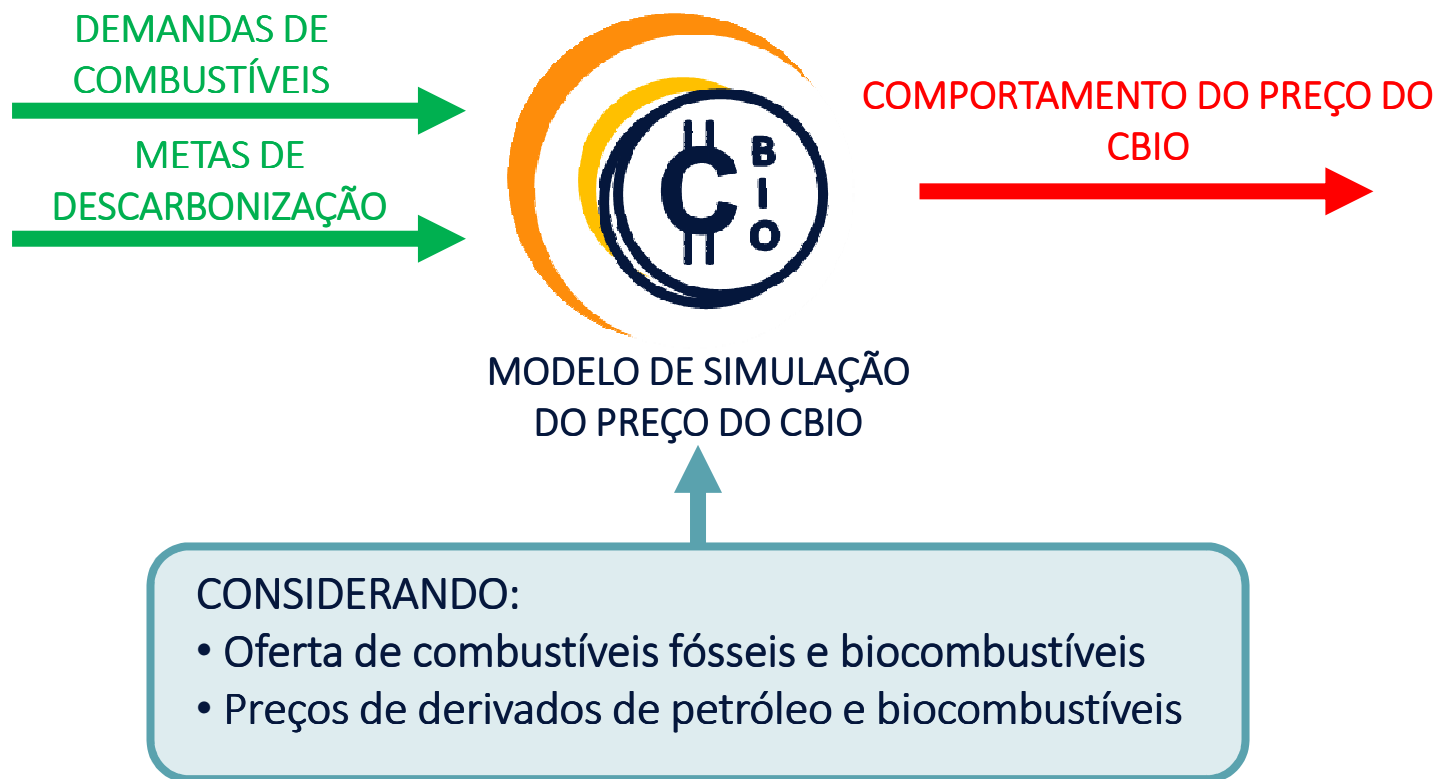 DEMANDAS DE
COMBUSTÍVEIS
METAS DE
DESCARBONIZAÇÃO
C
B
I
O
COMPORTAMENTO DO PREÇO DO
CBIO
MODELO DE SIMULAÇÃO
DO PREÇO DO CBIO
CONSIDERANDO:
• Oferta de combustíveis fósseis e biocombustíveis
• Preços de derivados de petróleo e biocombustíveis